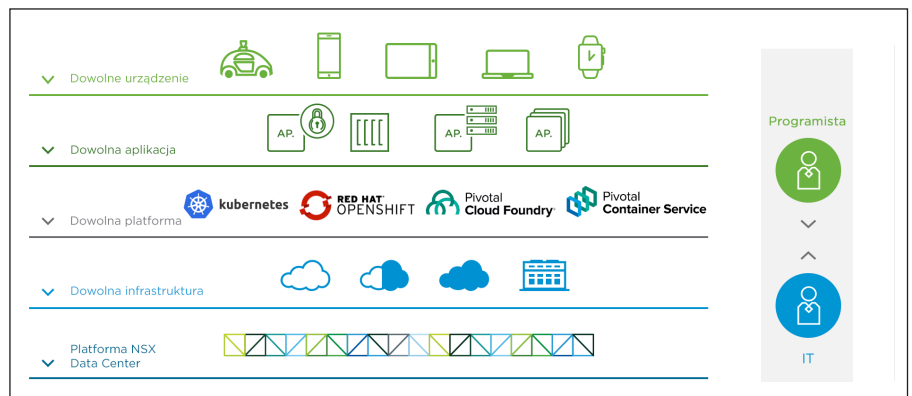 Dowolne urządzenie
AP.
AP.
AP.
Dowolna aplikacja
kubernetes
RED HAT®
OPENSHIFT
Pivotal
Cloud Foundry
Pivotal
Container Service
Dowolna platforma
Dowolna infrastruktura
Platforma NSX
Data Center
Programista
IT